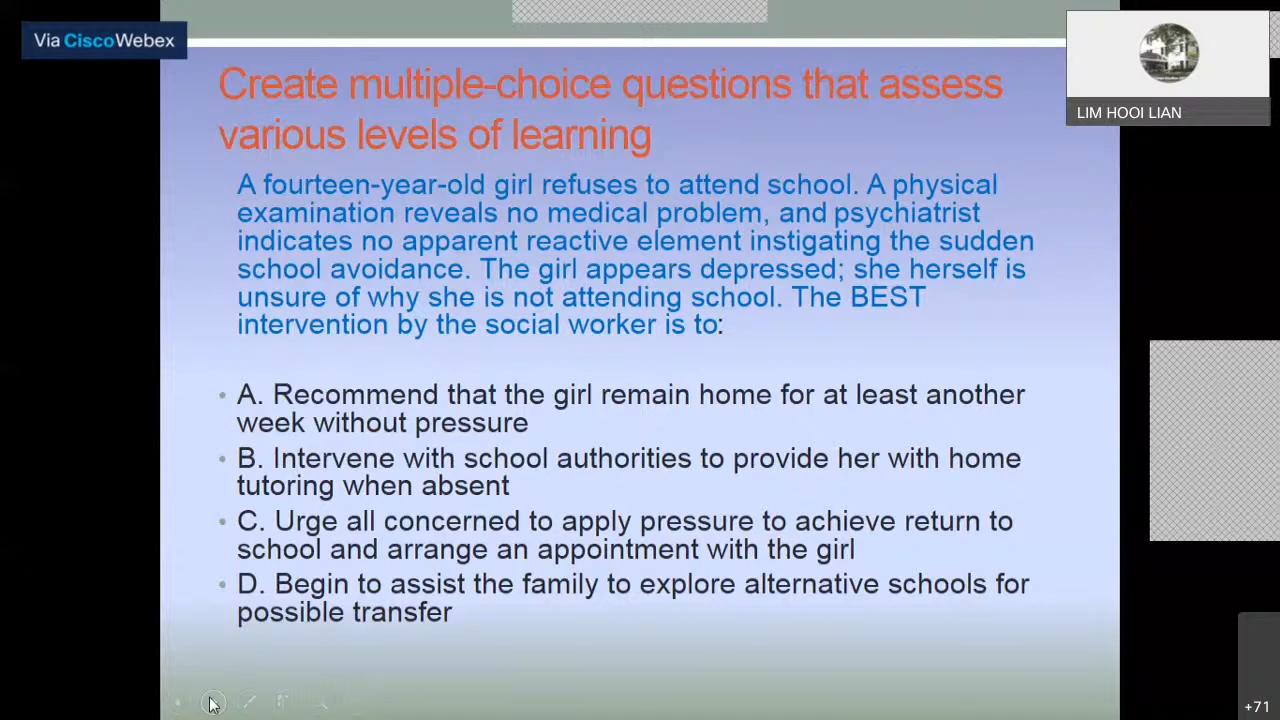 Via CiscoWebex
LIM HOOI LIAN
Create multiple-choice questions that assess
various levels of learning
A fourteen-year-old girl refuses to attend school. A physical
examination reveals no medical problem, and psychiatrist
indicates no apparent reactive element instigating the sudden
school avoidance. The girl appears depressed; she herself is
unsure of why she is not attending school. The BEST
intervention by the social worker is to:
• A. Recommend that the girl remain home for at least another
week without pressure
• B. Intervene with school authorities to provide her with home
tutoring when absent
• C. Urge all concerned to apply pressure to achieve return to
school and arrange an appointment with the girl
• D. Begin to assist the family to explore alternative schools for
possible transfer
+71